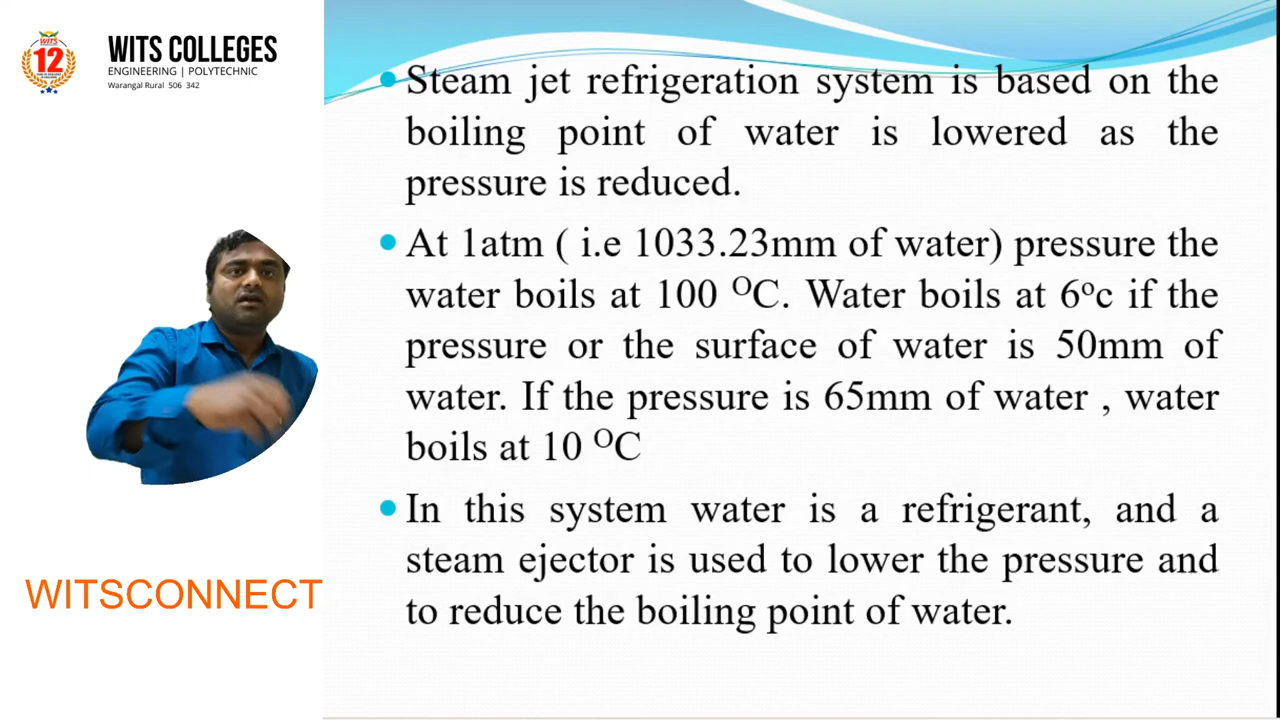 WITS
12
WITS COLLEGES
ENGINEERING | POLYTECHNIC
Warangal Rural 506 342
WITSCONNECT
• Steam jet refrigeration system is based on the
boiling point of water is lowered as the
pressure is reduced.
• At 1atm ( i.e 1033.23mm of water) pressure the
water boils at 100 ᴼC. Water boils at 6ᵒc if the
pressure or the surface of water is 50mm of
water. If the pressure is 65mm of water , water
boils at 10 ᴼC
• In this system water is a refrigerant, and a
steam ejector is used to lower the pressure and
to reduce the boiling point of water.